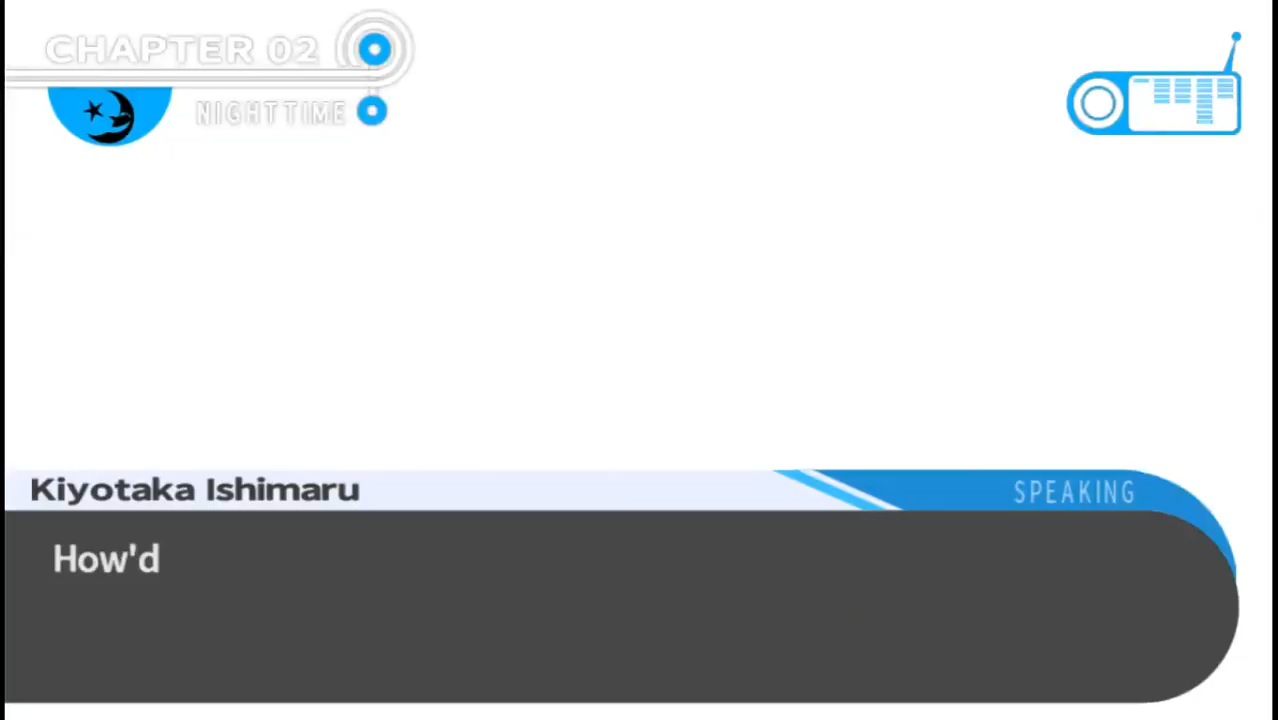 CHAPTER 02
NIGHTTIME
Kiyotaka Ishimaru
SPEAKING
How'd